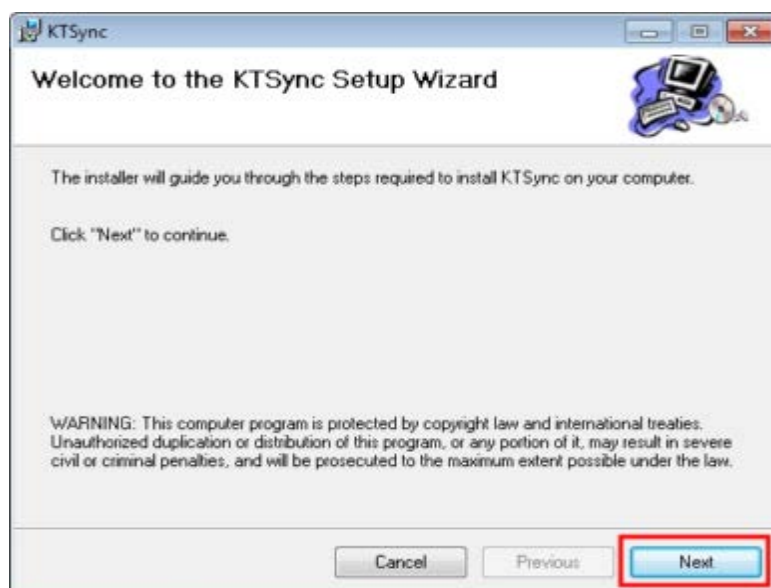 KTSync
Welcome to the KTSync Setup Wizard
The installer will guide you through the steps required to install KTSync on your computer.
Click "Next" to continue.
WARNING: This computer program is protected by copyright law and international treaties.
Unauthorized duplication or distribution of this program, or any portion of it, may result in severe
civil or criminal penalties, and will be prosecuted to the maximum extent possible under the law.
Cancel Previous Next